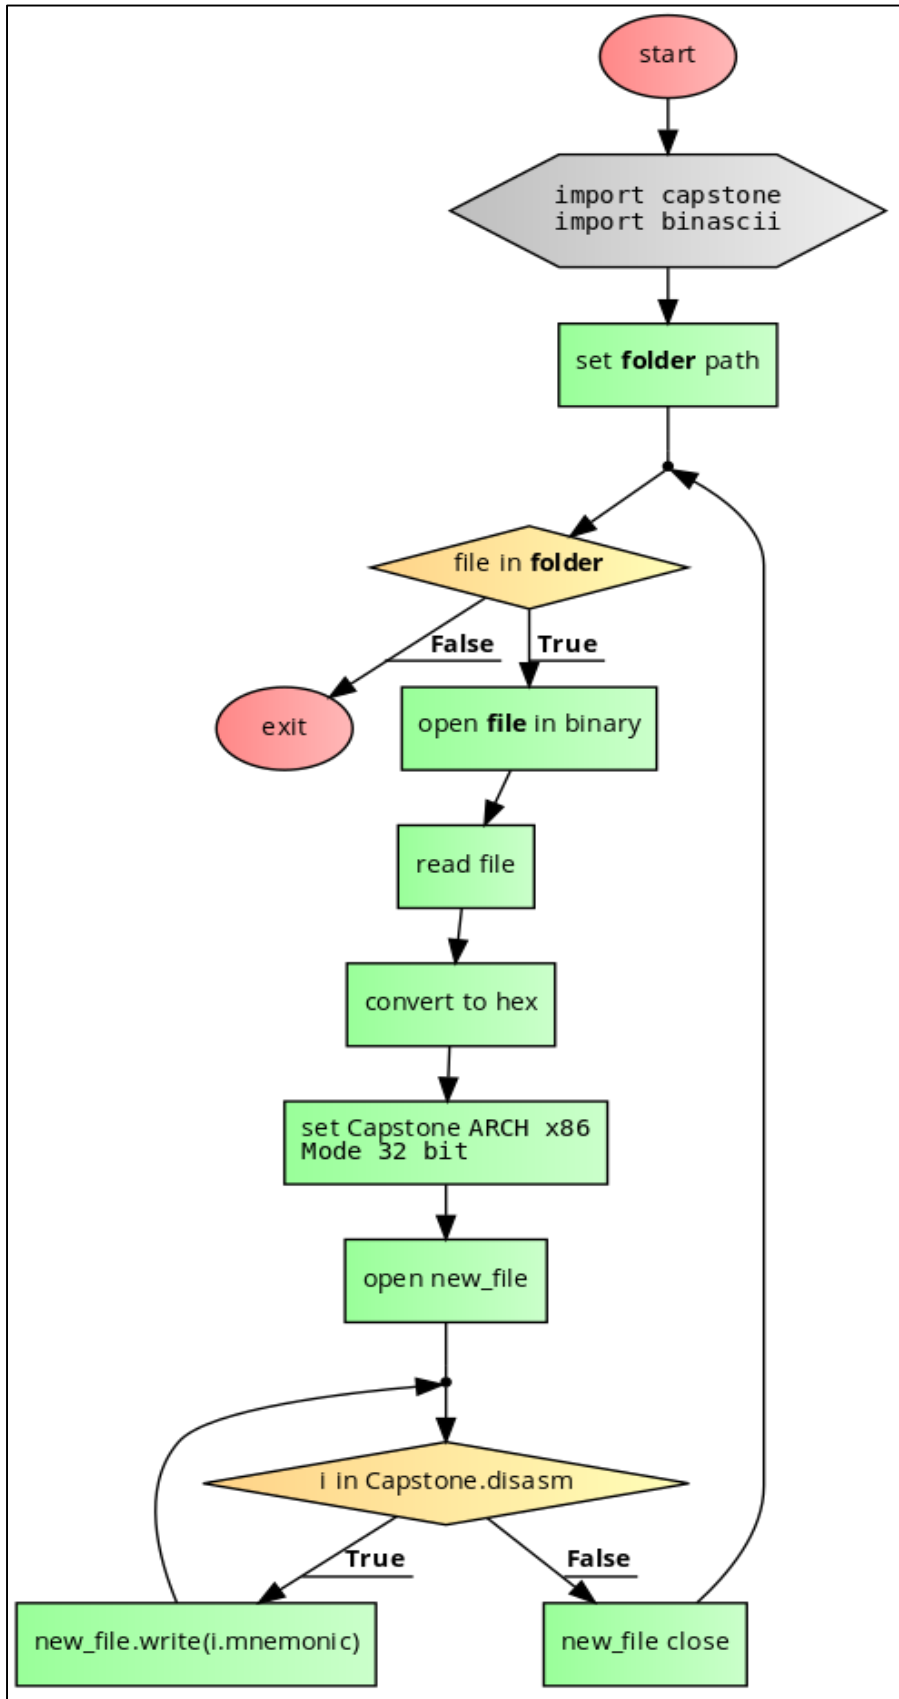 start
import capstone
import binascii
set folder path
file in folder
False
True
exit
open file in binary
read file
convert to hex
set Capstone ARCH x86
Mode 32 bit
open new_file
i in Capstone.disasm
True
False
new_file.write(i.mnemonic)
new_file close